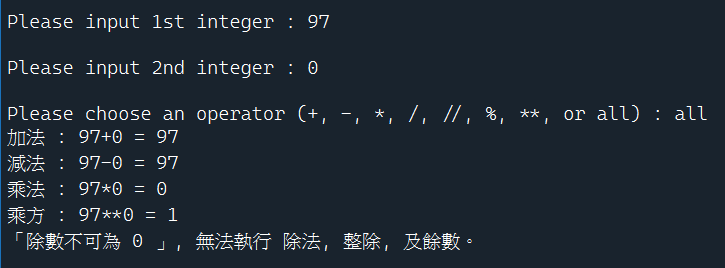 Please input 1st integer : 97
Please input 2nd integer : 0
Please choose an operator (+, -, *, /, //, %, **, or all) : all
加法 : 97+0 = 97
減法 : 97-0 = 97
乘法 : 97*0 = 0
乘方 : 97**0 = 1
「除數不可為 0 」, 無法執行 除法, 整除, 及餘數。